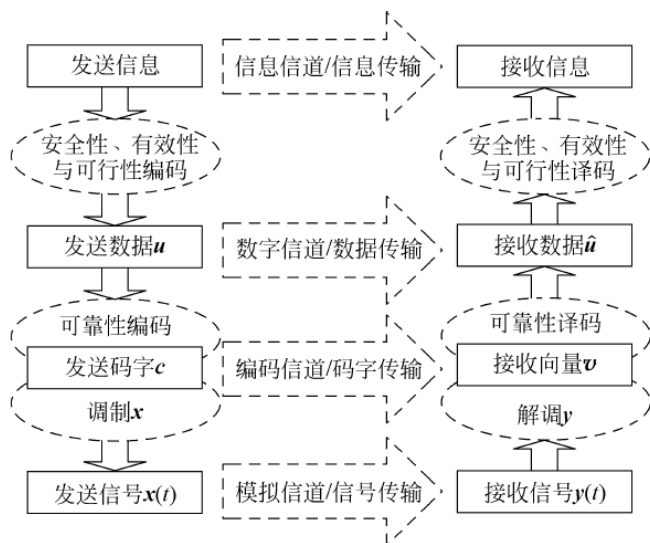 发送信息
信息信道/信息传输
接收信息
安全性、有效性
与可行性编码
安全性、有效性
与可行性译码
发送数据u
数字信道/数据传输
接收数据û
可靠性编码
可靠性译码
发送码字c
编码信道/码字传输
接收向量v
调制x
解调y
发送信号x(t)
模拟信道/信号传输
接收信号y(t)